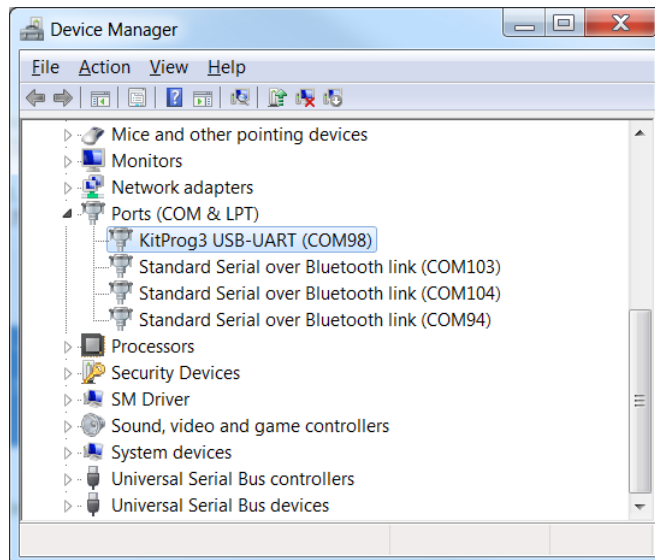 Device Manager
File Action View Help
Mice and other pointing devices
Monitors
Network adapters
Ports (COM & LPT)
KitProg3 USB-UART (COM98)
Standard Serial over Bluetooth link (COM103)
Standard Serial over Bluetooth link (COM104)
Standard Serial over Bluetooth link (COM94)
Processors
Security Devices
SM Driver
Sound, video and game controllers
System devices
Universal Serial Bus controllers
Universal Serial Bus devices